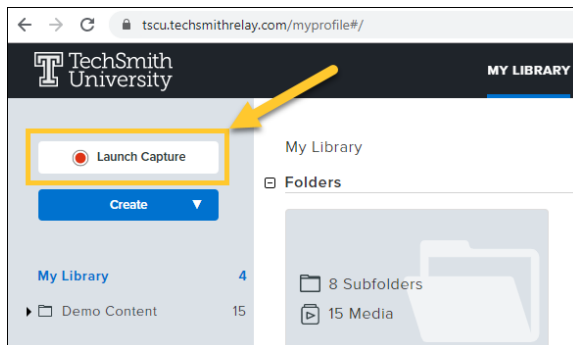 tscu.techsmithrelay.com/myprofile#/
TechSmith
University
MY LIBRARY
Launch Capture
Create
My Library 4
Demo Content 15
My Library
Folders
8 Subfolders
15 Media